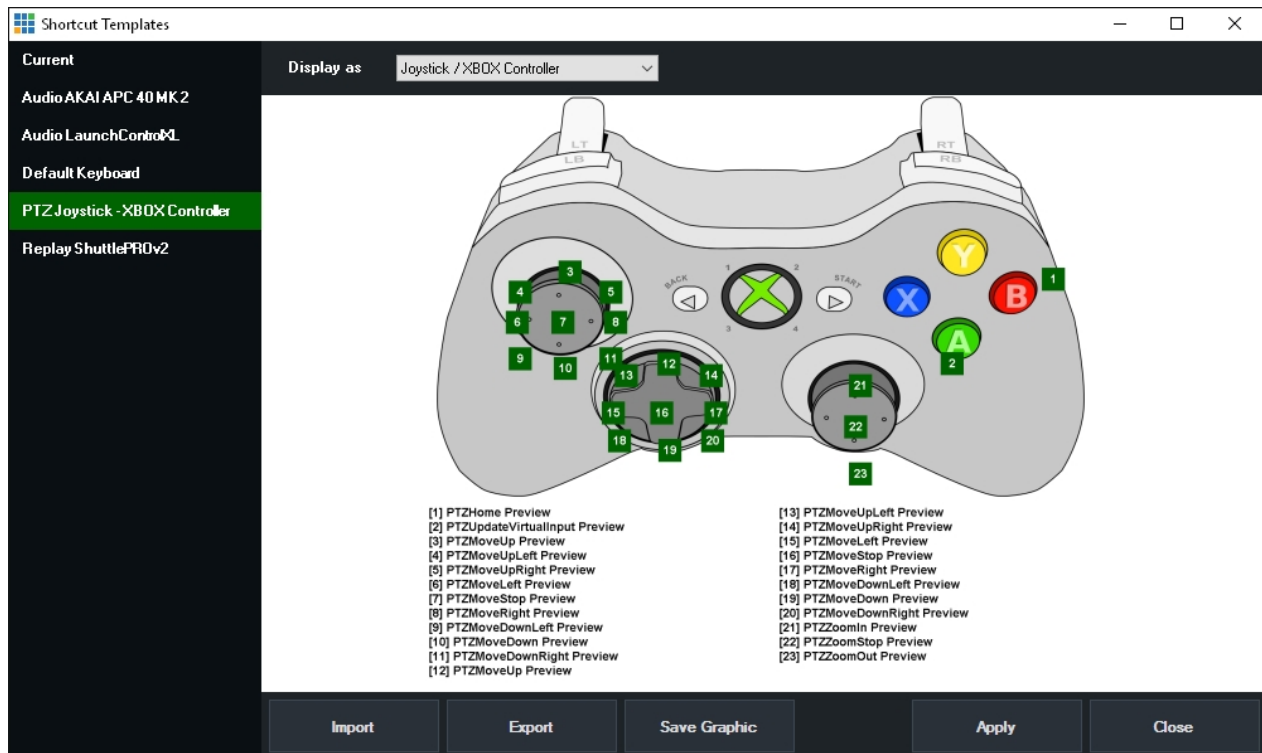 Shortcut Templates
Current
Audio AKAI APC 40 MK2
Audio LaunchControlXL
Default Keyboard
PTZ Joystick - XBOX Controller
Replay ShuttlePROv2
Display as
Joystick / XBOX Controller
LT
LB
RT
RB
BACK
START
1
2
3
4
Y
X
B
A
1
2
3
4
5
6
7
8
9
10
11
12
13
14
15
16
17
18
19
20
21
22
23
[1] PTZHome Preview
[2] PTZUpdateVirtualInput Preview
[3] PTZMoveUp Preview
[4] PTZMoveUpLeft Preview
[5] PTZMoveUpRight Preview
[6] PTZMoveLeft Preview
[7] PTZMoveStop Preview
[8] PTZMoveRight Preview
[9] PTZMoveDownLeft Preview
[10] PTZMoveDown Preview
[11] PTZMoveDownRight Preview
[12] PTZMoveUp Preview
[13] PTZMoveUpLeft Preview
[14] PTZMoveUpRight Preview
[15] PTZMoveLeft Preview
[16] PTZMoveStop Preview
[17] PTZMoveRight Preview
[18] PTZMoveDownLeft Preview
[19] PTZMoveDown Preview
[20] PTZMoveDownRight Preview
[21] PTZZoomIn Preview
[22] PTZZoomStop Preview
[23] PTZZoomOut Preview
Import
Export
Save Graphic
Apply
Close